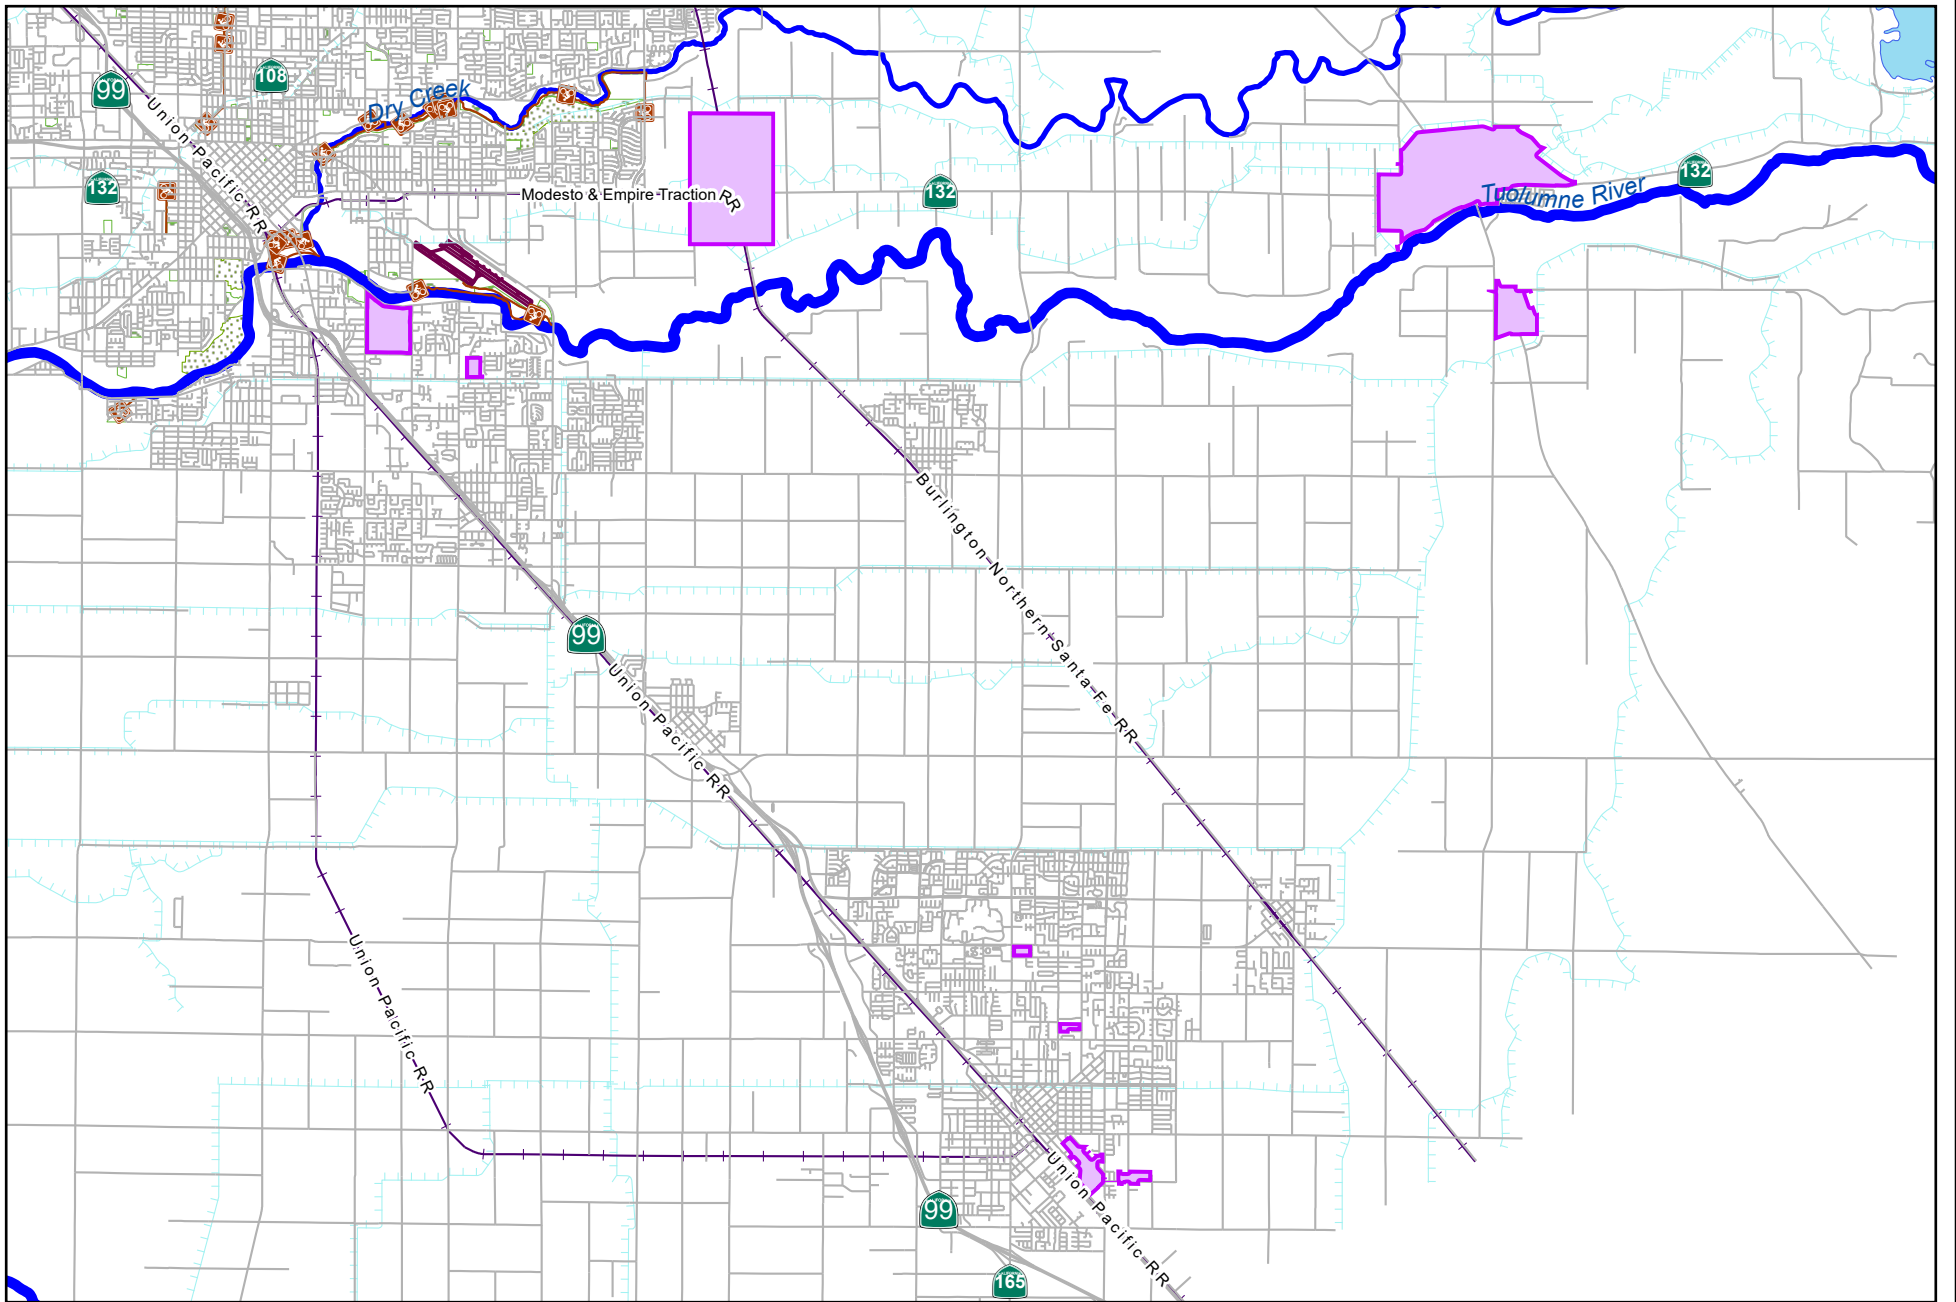 99
108
Dry Creek
Union Pacific RR
132
132
132
Modesto & Empire Traction RR
Tuolumne River
Burlington Northern Santa Fe RR
99
Union Pacific RR
Union Pacific RR
Union Pacific RR
99
165